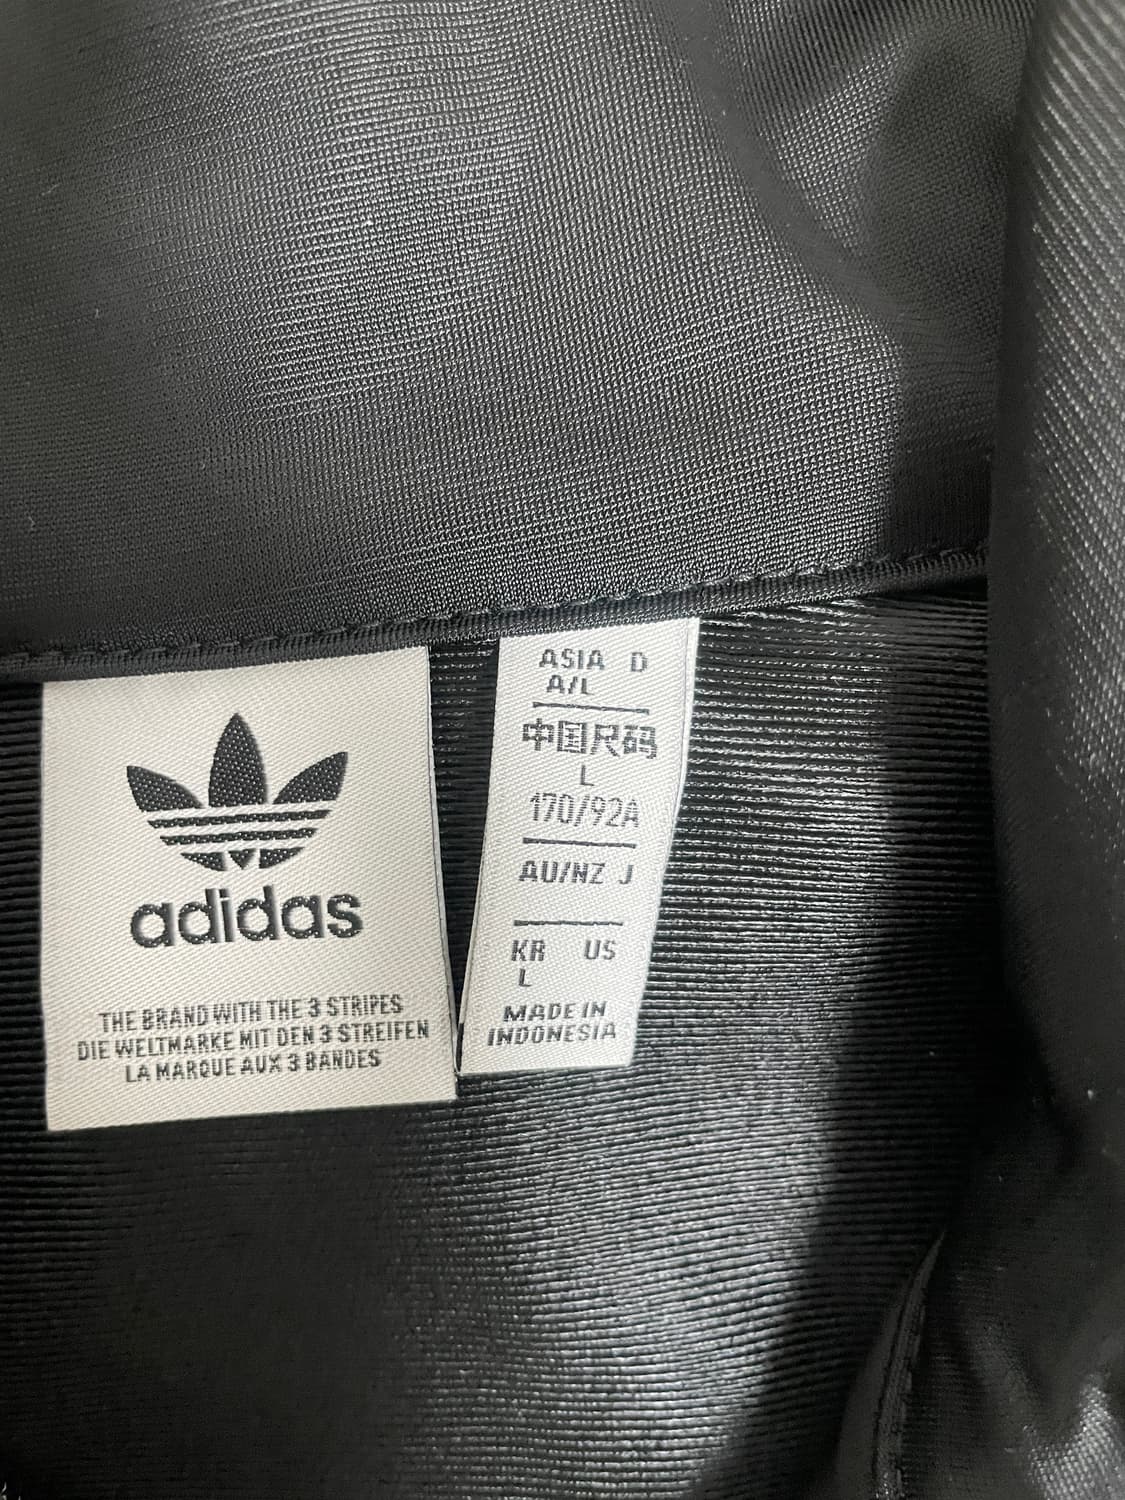 adidas
THE BRAND WITH THE 3 STRIPES
DIE WELTMARKE MIT DEN 3 STREIFEN
LA MARQUE AUX 3 BANDES
ASIA D
A/L
中国尺码
L
170/92A
AU/NZ J
KR US
L
MADE IN
INDONESIA